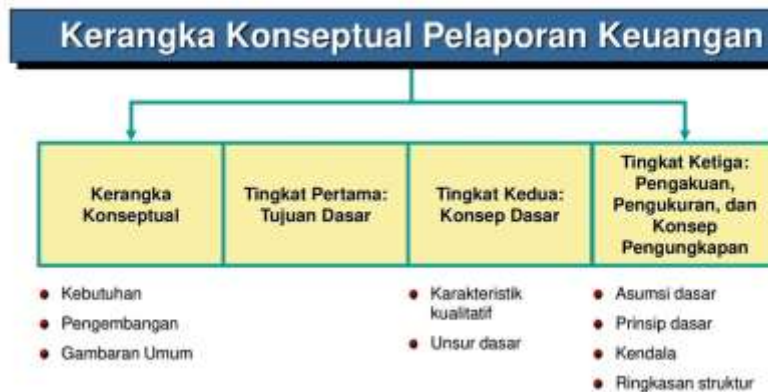 Kerangka Konseptual Pelaporan Keuangan
Kerangka
Konseptual
Tingkat Pertama:
Tujuan Dasar
Tingkat Kedua:
Konsep Dasar
Tingkat Ketiga:
Pengakuan,
Pengukuran, dan
Konsep
Pengungkapan
Kebutuhan
Pengembangan
Gambaran Umum
Karakteristik
kualitatif
Unsur dasar
Asumsi dasar
Prinsip dasar
Kendala
Ringkasan struktur